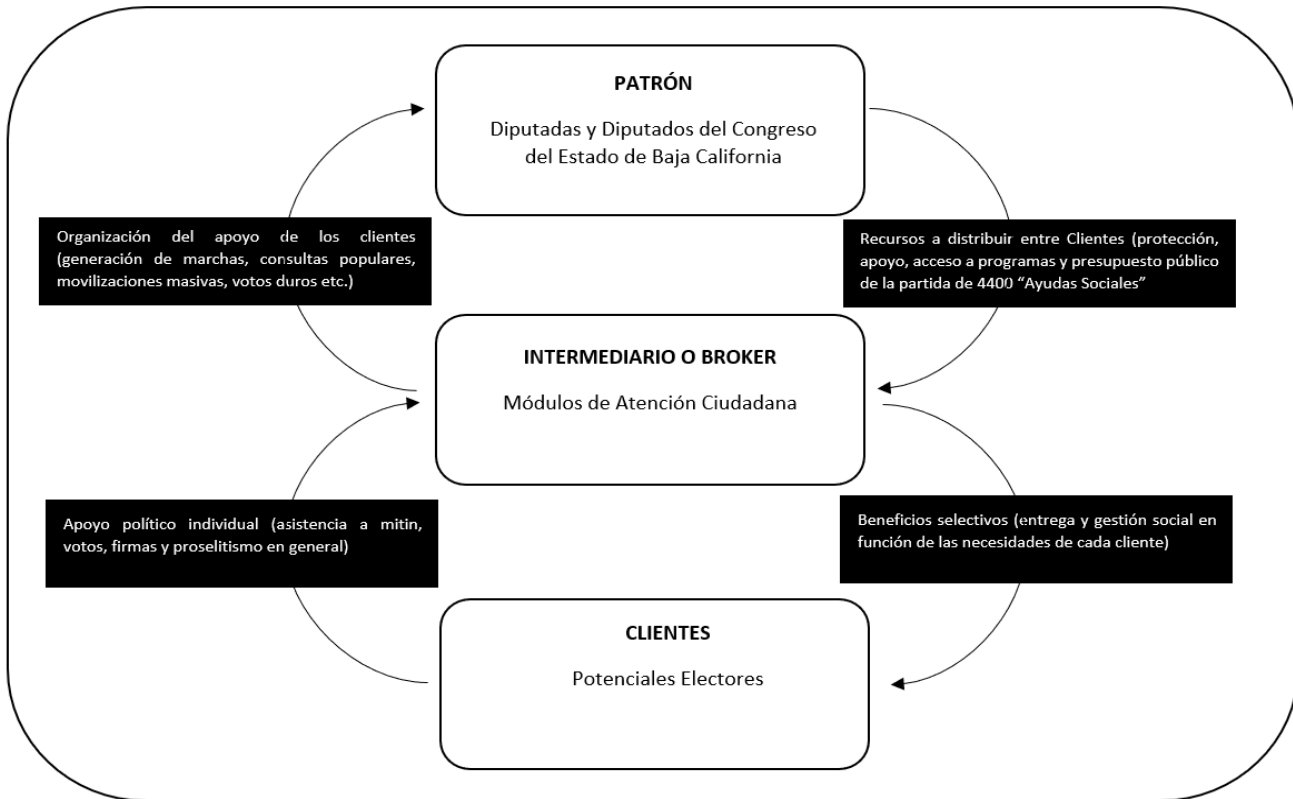 PATRÓN
Diputadas y Diputados del Congreso
del Estado de Baja California
Organización del apoyo de los clientes
(generación de marchas, consultas populares,
movilizaciones masivas, votos duros etc.)
Recursos a distribuir entre Clientes (protección,
apoyo, acceso a programas y presupuesto público
de la partida de 4400 “Ayudas Sociales”
INTERMEDIARIO O BROKER
Módulos de Atención Ciudadana
Apoyo político individual (asistencia a mitin,
votos, firmas y proselitismo en general)
Beneficios selectivos (entrega y gestión social en
función de las necesidades de cada cliente)
CLIENTES
Potenciales Electores